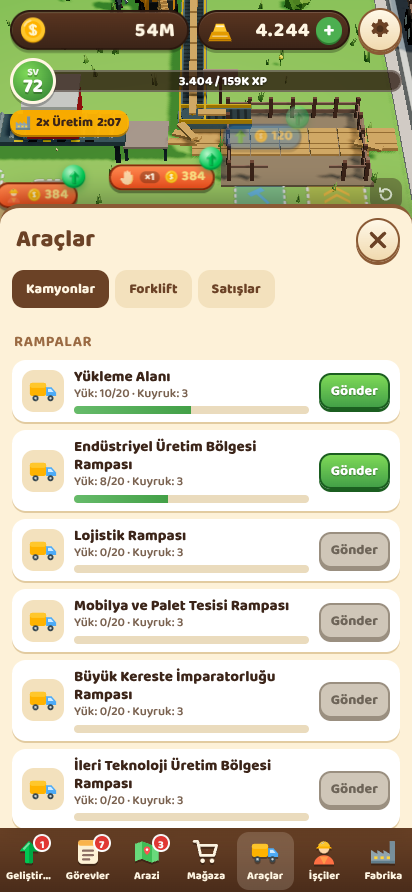 54M
4.244
SV
72
3.404 / 159K XP
2x Üretim 2:07
120
x1 384
384
Araçlar
Kamyonlar
Forklift
Satışlar
RAMPALAR
Yükleme Alanı
Yük: 10/20 · Kuyruk: 3
Gönder
Endüstriyel Üretim Bölgesi
Rampası
Yük: 8/20 · Kuyruk: 3
Gönder
Lojistik Rampası
Yük: 0/20 · Kuyruk: 3
Gönder
Mobilya ve Palet Tesisi Rampası
Yük: 0/20 · Kuyruk: 3
Gönder
Büyük Kereste İmparatorluğu
Rampası
Yük: 0/20 · Kuyruk: 3
Gönder
İleri Teknoloji Üretim Bölgesi
Rampası
Yük: 0/20 · Kuyruk: 3
Gönder
1
7
3
Geliştir...
Görevler
Arazi
Mağaza
Araçlar
İşçiler
Fabrika